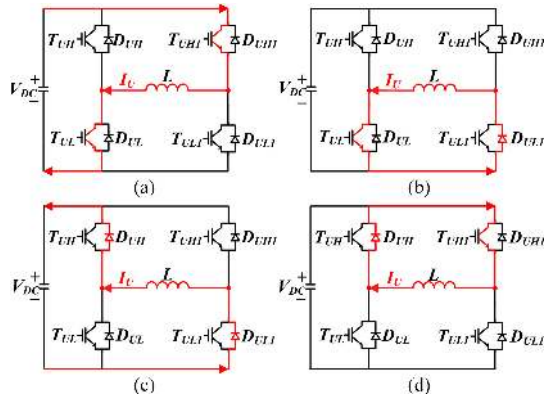 T_UH D_UH T_UH1 D_UH1
V_DC + − I_U L
T_UL D_UL T_UL1 D_UL1
(a)
T_UH D_UH T_UH1 D_UH1
V_DC + − I_U L
T_UL D_UL T_UL1 D_UL1
(b)
T_UH D_UH T_UH1 D_UH1
V_DC + − I_U L
T_UL D_UL T_UL1 D_UL1
(c)
T_UH D_UH T_UH1 D_UH1
V_DC + − I_U L
T_UL D_UL T_UL1 D_UL1
(d)